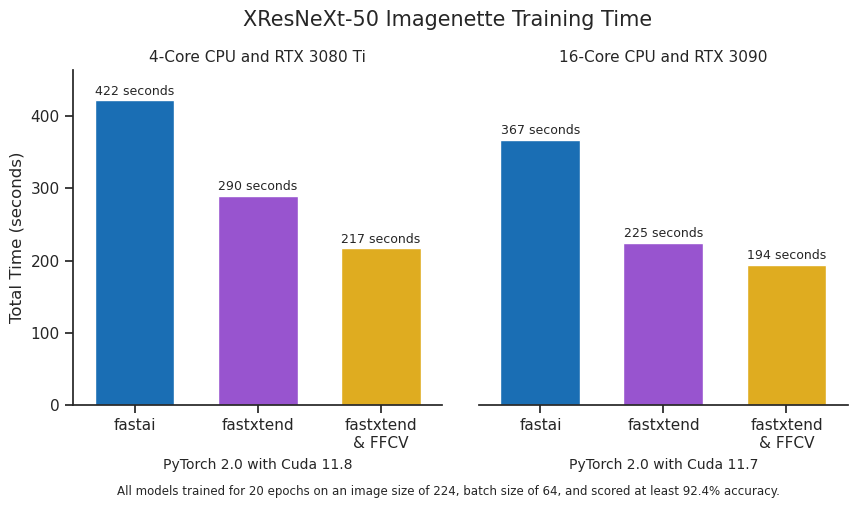 XResNeXt-50 Imagenette Training Time
4-Core CPU and RTX 3080 Ti
Total Time (seconds)
400
300
200
100
0
422 seconds
290 seconds
217 seconds
fastai
fastxtend
fastxtend
& FFCV
PyTorch 2.0 with Cuda 11.8
16-Core CPU and RTX 3090
367 seconds
225 seconds
194 seconds
fastai
fastxtend
fastxtend
& FFCV
PyTorch 2.0 with Cuda 11.7
All models trained for 20 epochs on an image size of 224, batch size of 64, and scored at least 92.4% accuracy.